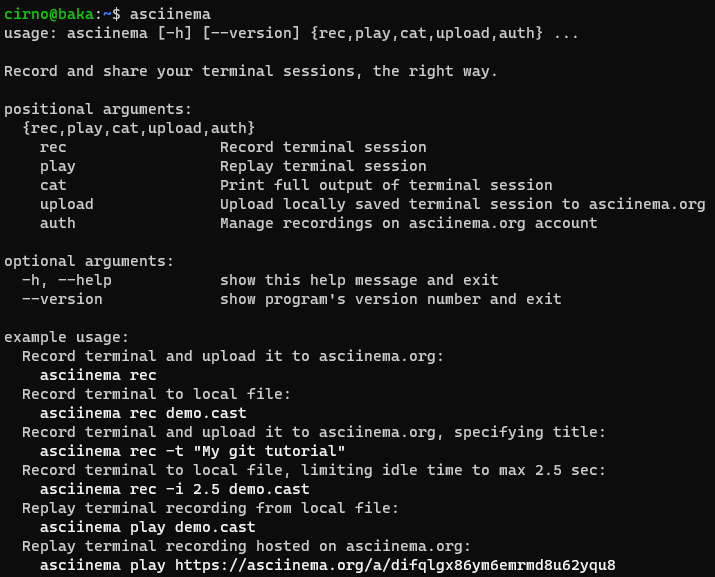 cirno@baka:~$ asciinema
usage: asciinema [-h] [--version] {rec,play,cat,upload,auth} ...

Record and share your terminal sessions, the right way.

positional arguments:
  {rec,play,cat,upload,auth}
    rec                 Record terminal session
    play                Replay terminal session
    cat                 Print full output of terminal session
    upload              Upload locally saved terminal session to asciinema.org
    auth                Manage recordings on asciinema.org account

optional arguments:
  -h, --help            show this help message and exit
  --version             show program's version number and exit

example usage:
  Record terminal and upload it to asciinema.org:
    asciinema rec
  Record terminal to local file:
    asciinema rec demo.cast
  Record terminal and upload it to asciinema.org, specifying title:
    asciinema rec -t "My git tutorial"
  Record terminal to local file, limiting idle time to max 2.5 sec:
    asciinema rec -i 2.5 demo.cast
  Replay terminal recording from local file:
    asciinema play demo.cast
  Replay terminal recording hosted on asciinema.org:
    asciinema play https://asciinema.org/a/difqlgx86ym6emrmd8u62yqu8